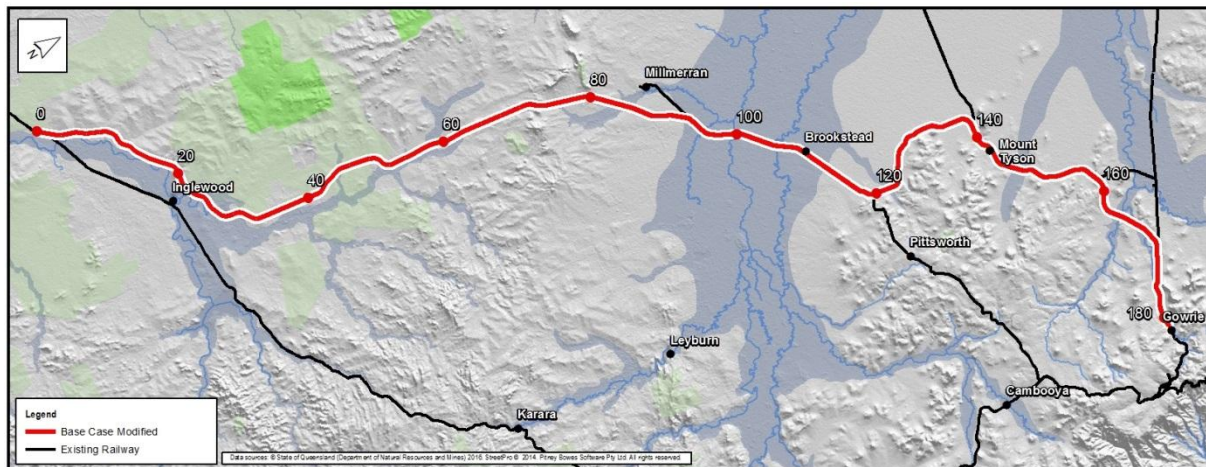 Z
0
20
Inglewood
40
60
80
Millmerran
100
Brookstead
120
140
Mount
Tyson
160
Pittsworth
180
Gowrie
Leyburn
Cambooya
Karara
Legend
Base Case Modified
Existing Railway
Data sources: © State of Queensland (Department of Natural Resources and Mines) 2016. StreetPro © 2014. Pitney Bowes Software Pty Ltd. All rights reserved.